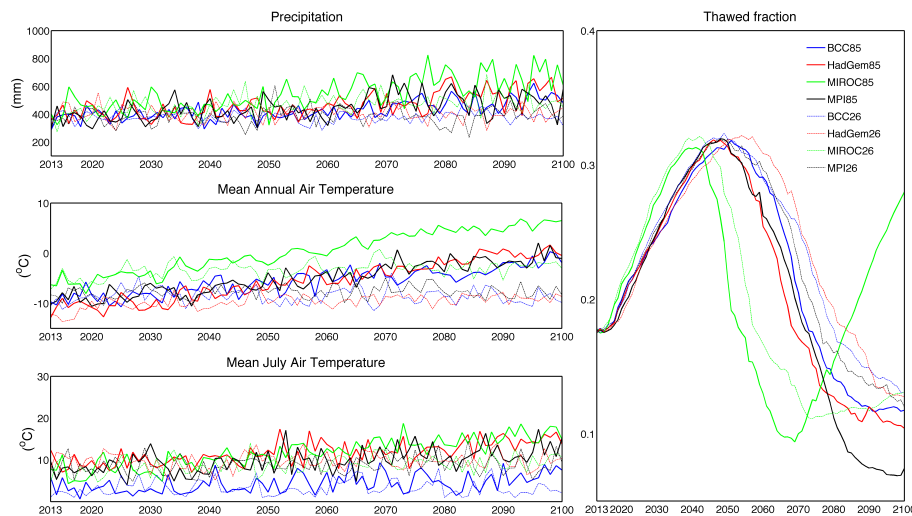 Precipitation
1000
800
600
400
200
(mm)
2013 2020 2030 2040 2050 2060 2070 2080 2090 2100
Mean Annual Air Temperature
10
0
-10
(°C)
2013 2020 2030 2040 2050 2060 2070 2080 2090 2100
Mean July Air Temperature
30
20
10
(°C)
2013 2020 2030 2040 2050 2060 2070 2080 2090 2100
Thawed fraction
0.4
0.3
0.2
0.1
BCC85
HadGem85
MIROC85
MPI85
BCC26
HadGem26
MIROC26
MPI26
2013 2020 2030 2040 2050 2060 2070 2080 2090 2100